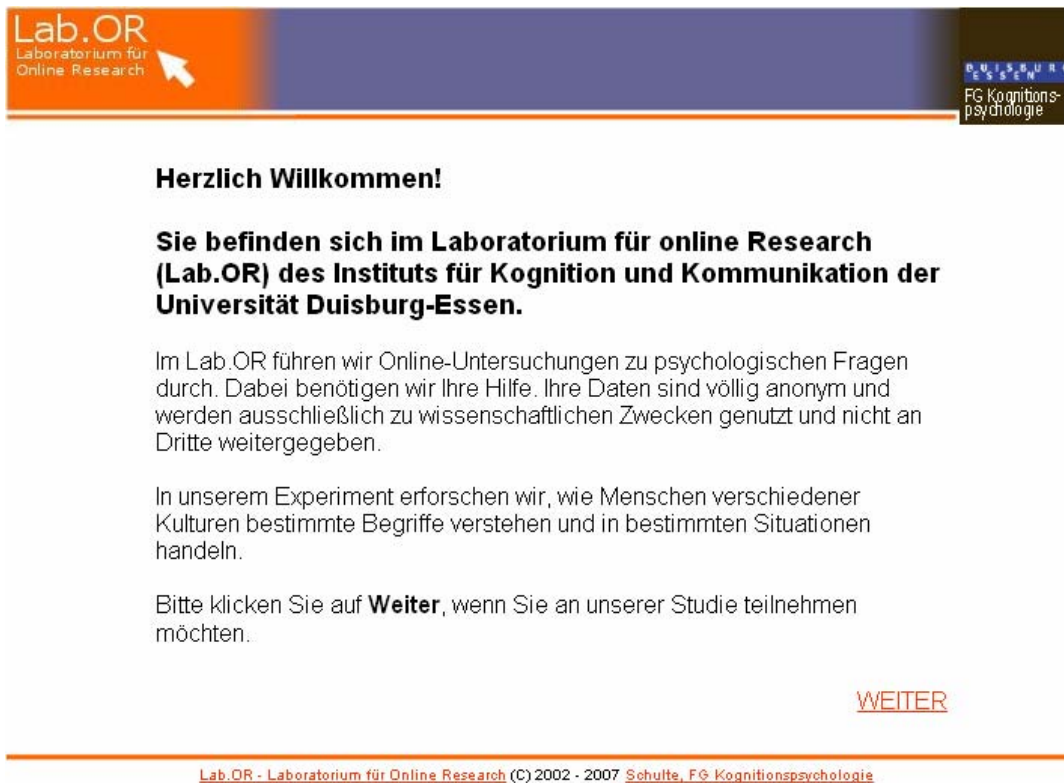 Lab.OR
Laboratorium für
Online Research
DUISBURG
ESSEN
FG Kognitions-
psychologie
Herzlich Willkommen!
Sie befinden sich im Laboratorium für online Research
(Lab.OR) des Instituts für Kognition und Kommunikation der
Universität Duisburg-Essen.
Im Lab.OR führen wir Online-Untersuchungen zu psychologischen Fragen
durch. Dabei benötigen wir Ihre Hilfe. Ihre Daten sind völlig anonym und
werden ausschließlich zu wissenschaftlichen Zwecken genutzt und nicht an
Dritte weitergegeben.
In unserem Experiment erforschen wir, wie Menschen verschiedener
Kulturen bestimmte Begriffe verstehen und in bestimmten Situationen
handeln.
Bitte klicken Sie auf Weiter, wenn Sie an unserer Studie teilnehmen
möchten.
WEITER
Lab.OR - Laboratorium für Online Research (C) 2002 - 2007 Schulte, FG Kognitionspsychologie